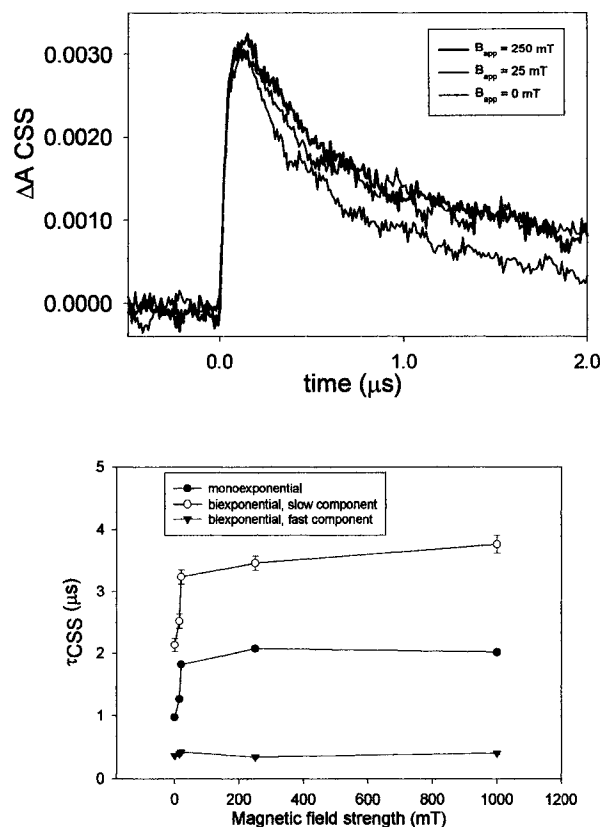 B_app = 250 mT
B_app = 25 mT
B_app = 0 mT
ΔA CSS
0.0030
0.0020
0.0010
0.0000
0.0
1.0
2.0
time (μs)
monoexponential
biexponential, slow component
biexponential, fast component
τCSS (μs)
5
4
3
2
1
0
0
200
400
600
800
1000
1200
Magnetic field strength (mT)